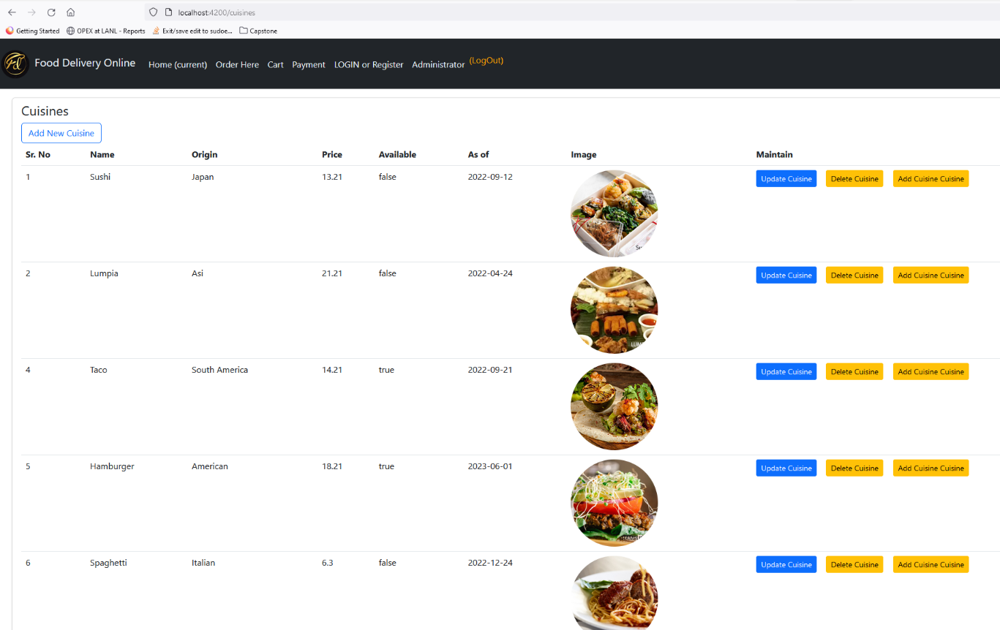 localhost:4200/cuisines
Getting Started OPEX at LANL - Reports Exit/save edit to sudoe... Capstone
Food Delivery Online Home (current) Order Here Cart Payment LOGIN or Register Administrator (LogOut)
Cuisines
Add New Cuisine
Sr. No Name Origin Price Available As of Image Maintain
1 Sushi Japan 13.21 false 2022-09-12 Update Cuisine Delete Cuisine Add Cuisine Cuisine
2 Lumpia Asi 21.21 false 2022-04-24 Update Cuisine Delete Cuisine Add Cuisine Cuisine
4 Taco South America 14.21 true 2022-09-21 Update Cuisine Delete Cuisine Add Cuisine Cuisine
5 Hamburger American 18.21 true 2023-06-01 Update Cuisine Delete Cuisine Add Cuisine Cuisine
6 Spaghetti Italian 6.3 false 2022-12-24 Update Cuisine Delete Cuisine Add Cuisine Cuisine